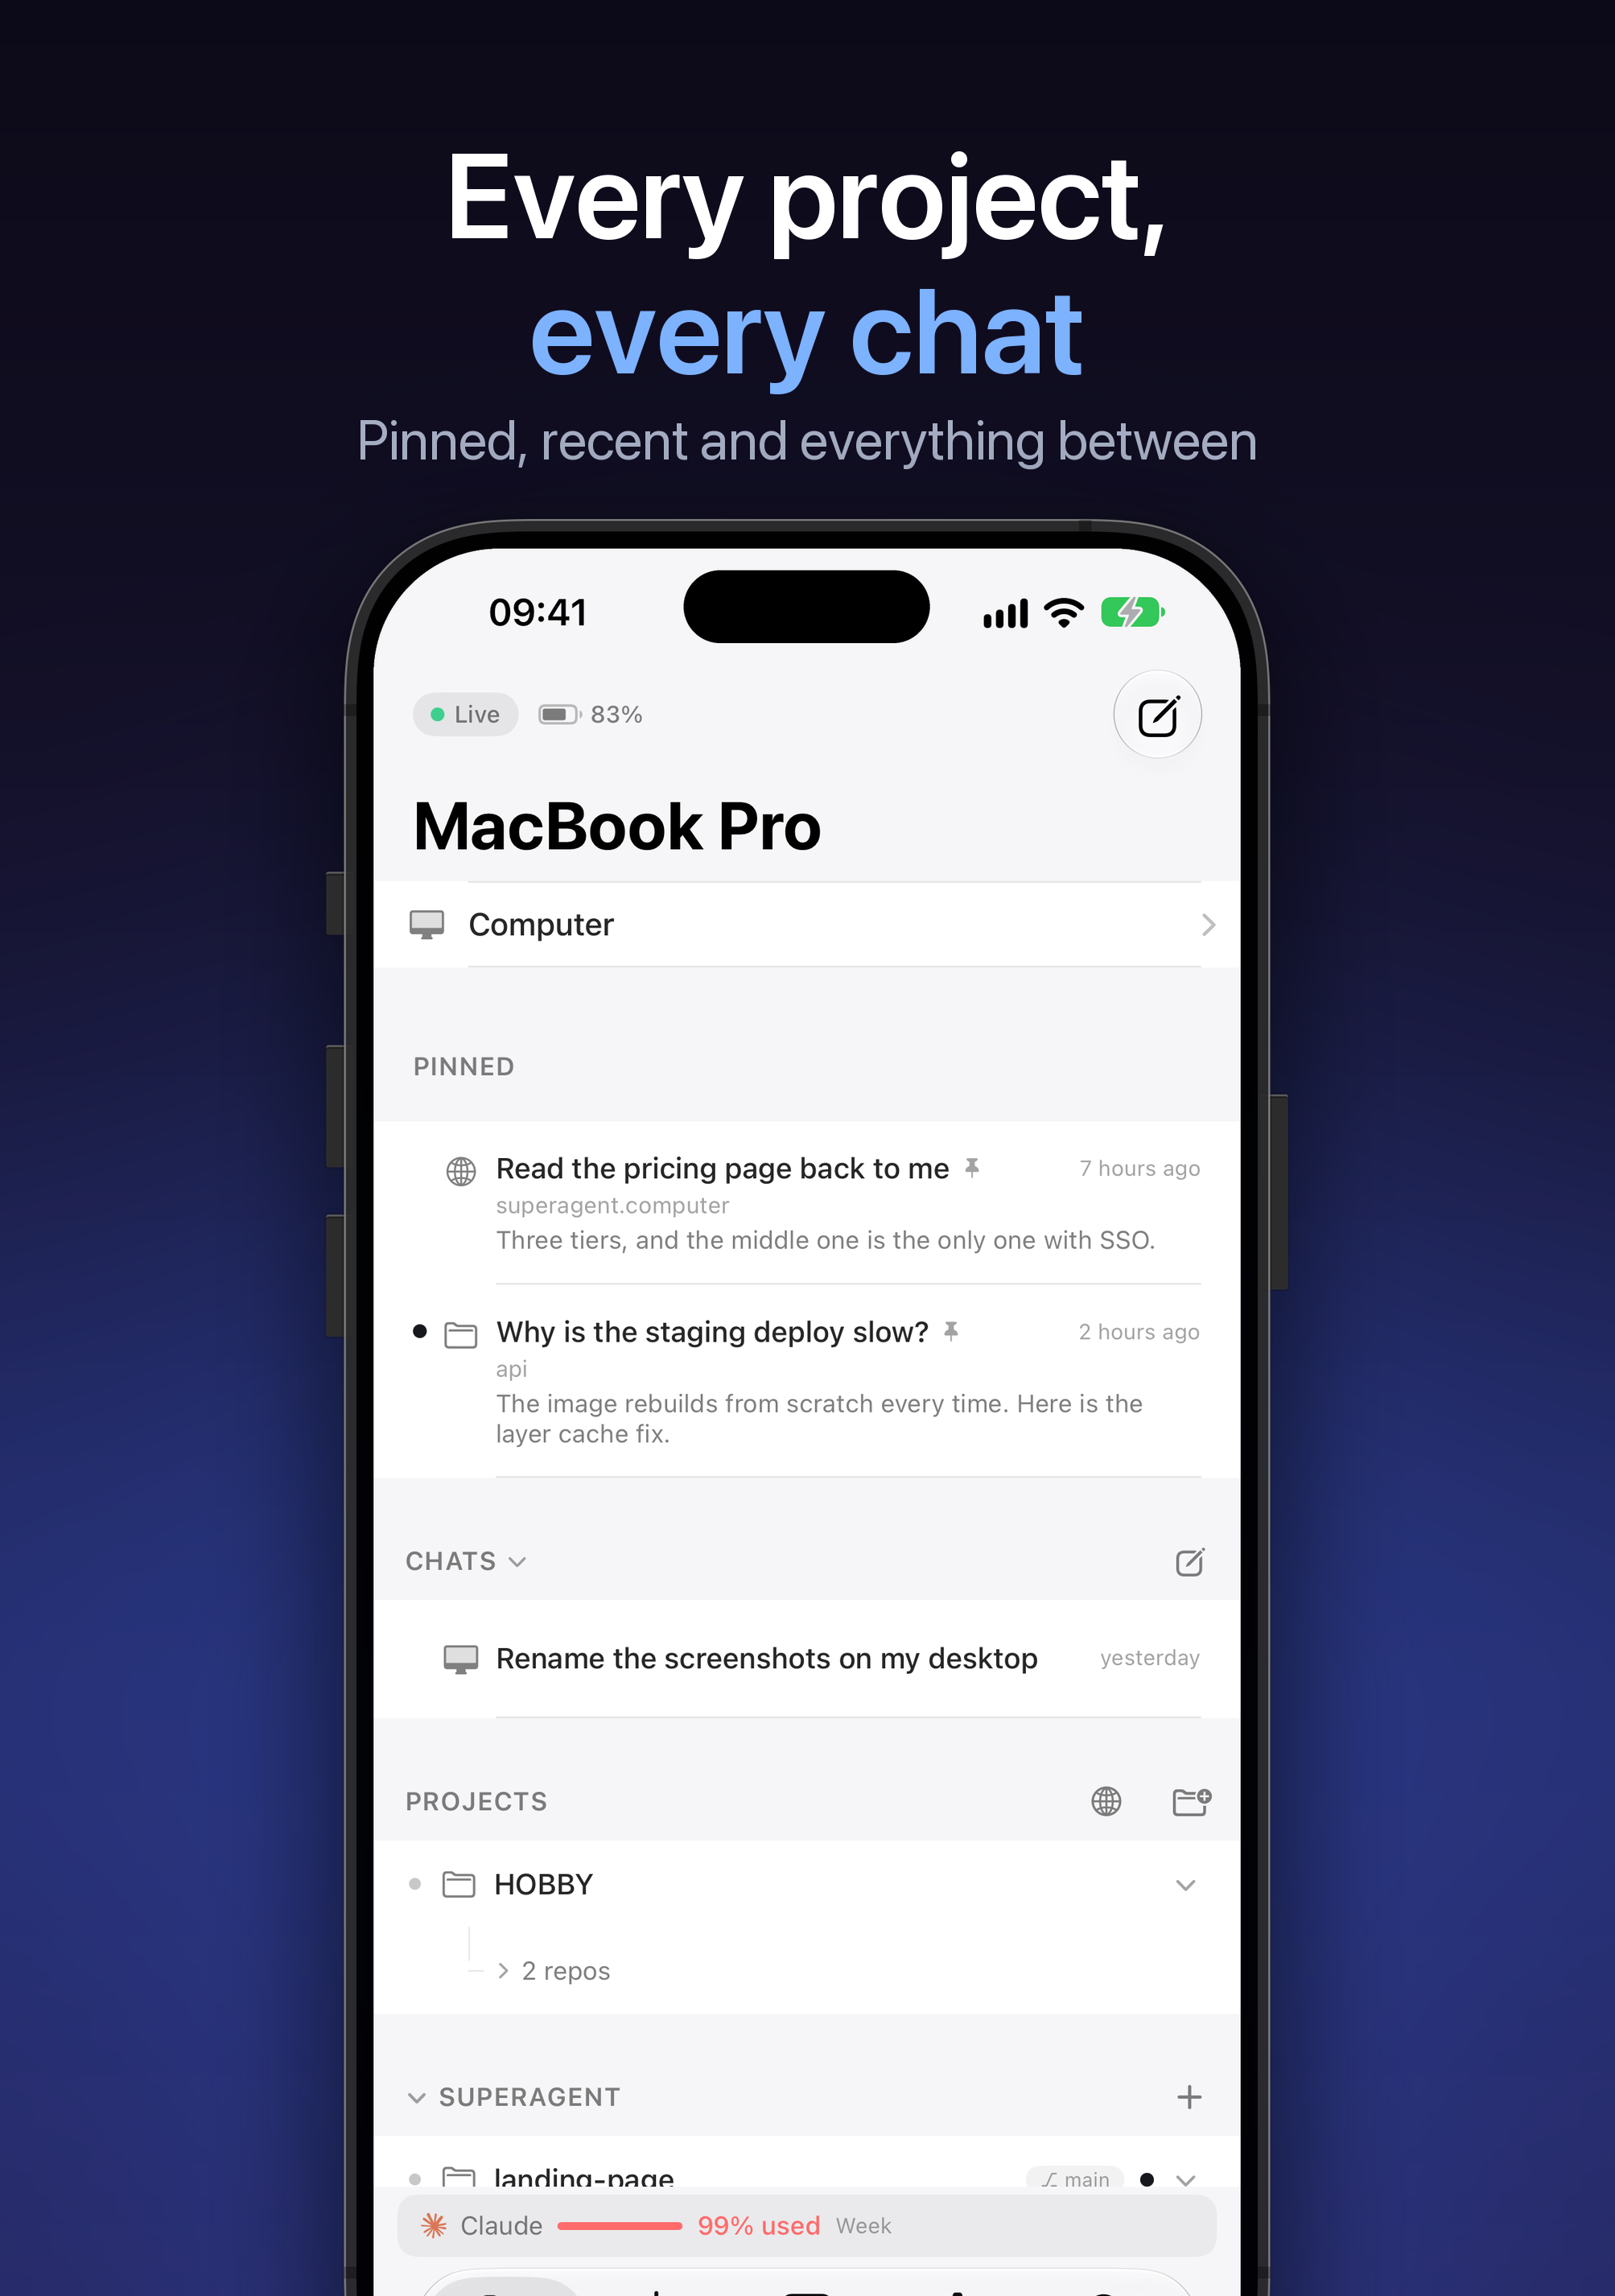 Every project,
every chat
Pinned, recent and everything between
09:41
Live 83%
MacBook Pro
Computer
PINNED
Read the pricing page back to me 7 hours ago
superagent.computer
Three tiers, and the middle one is the only one with SSO.
Why is the staging deploy slow? 2 hours ago
api
The image rebuilds from scratch every time. Here is the
layer cache fix.
CHATS
Rename the screenshots on my desktop yesterday
PROJECTS
HOBBY
2 repos
SUPERAGENT
landing-page main
Claude 99% used Week